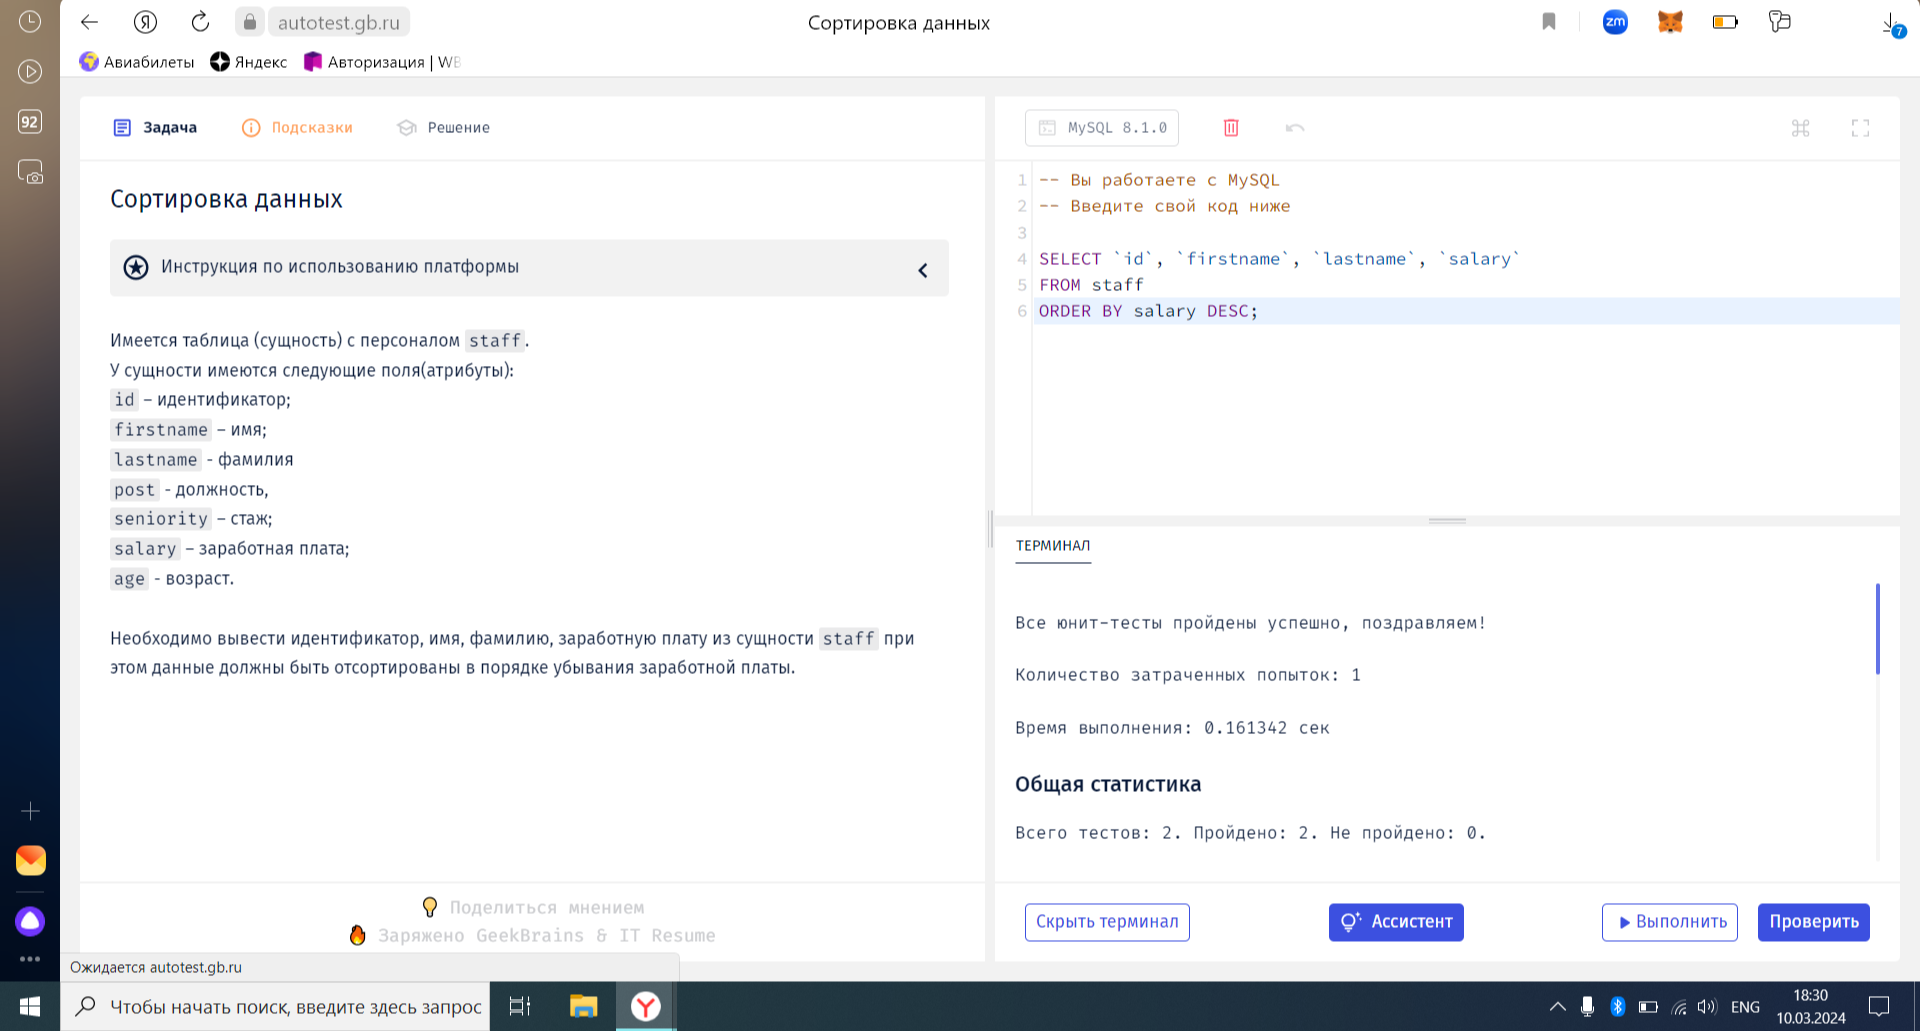 autotest.gb.ru
Сортировка данных
zm
7
Авиабилеты
Яндекс
Авторизация | WB
92
Задача
Подсказки
Решение
Сортировка данных
Инструкция по использованию платформы
Имеется таблица (сущность) с персоналом staff.
У сущности имеются следующие поля(атрибуты):
id – идентификатор;
firstname – имя;
lastname - фамилия
post - должность,
seniority – стаж;
salary – заработная плата;
age - возраст.
Необходимо вывести идентификатор, имя, фамилию, заработную плату из сущности staff при
этом данные должны быть отсортированы в порядке убывания заработной платы.
Поделиться мнением
Заряжено GeekBrains & IT Resume
MySQL 8.1.0
1 -- Вы работаете с MySQL
2 -- Введите свой код ниже
3
4 SELECT `id`, `firstname`, `lastname`, `salary`
5 FROM staff
6 ORDER BY salary DESC;
ТЕРМИНАЛ
Все юнит-тесты пройдены успешно, поздравляем!
Количество затраченных попыток: 1
Время выполнения: 0.161342 сек
Общая статистика
Всего тестов: 2. Пройдено: 2. Не пройдено: 0.
Скрыть терминал
Ассистент
Выполнить
Проверить
Ожидается autotest.gb.ru
Чтобы начать поиск, введите здесь запрос
ENG
18:30
10.03.2024